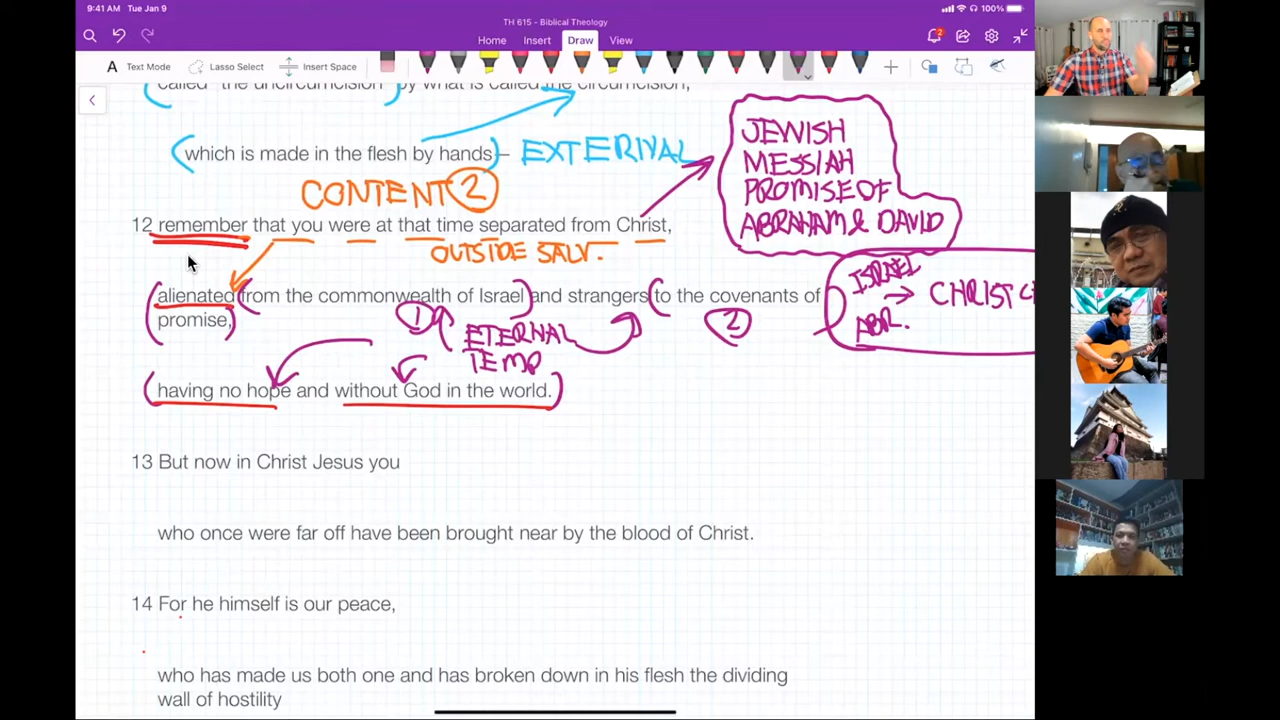 9:41 AM Tue Jan 9
100%
TH 615 - Biblical Theology
Home Insert Draw View
2
Text Mode Lasso Select Insert Space
called "the uncircumcision" by what is called the circumcision,
(which is made in the flesh by hands)— EXTERNAL
CONTENT 2
JEWISH
MESSIAH
PROMISE OF
ABRAHAM & DAVID
12 remember that you were at that time separated from Christ,
OUTSIDE SALV.
(alienated (from the commonwealth of Israel) and strangers (to the covenants of
promise,)
1
ETERNAL
TEMP
2
ISRAEL
ABR.
→ CHRIST
(having no hope and without God in the world.)
13 But now in Christ Jesus you
who once were far off have been brought near by the blood of Christ.
14 For he himself is our peace,
who has made us both one and has broken down in his flesh the dividing
wall of hostility